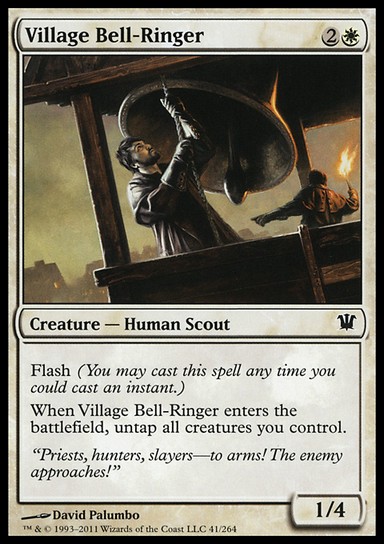 Village Bell-Ringer 2
Creature — Human Scout
Flash (You may cast this spell any time you
could cast an instant.)
When Village Bell-Ringer enters the
battlefield, untap all creatures you control.
“Priests, hunters, slayers—to arms! The enemy
approaches!”
David Palumbo
™ & © 1993–2011 Wizards of the Coast LLC 41/264
1/4